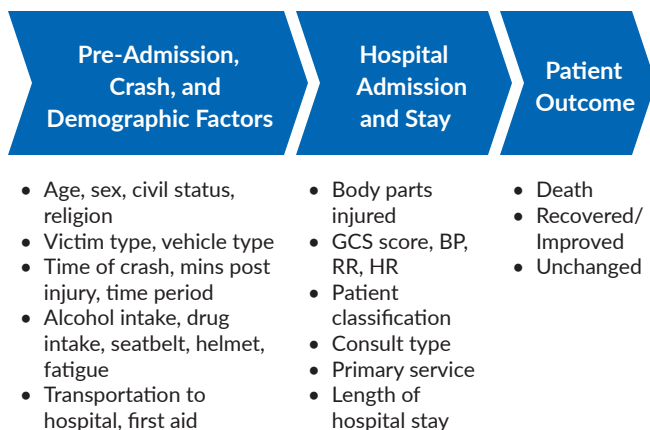 Pre-Admission,
Crash, and
Demographic Factors
Hospital
Admission
and Stay
Patient
Outcome
• Age, sex, civil status,
religion
• Victim type, vehicle type
• Time of crash, mins post
injury, time period
• Alcohol intake, drug
intake, seatbelt, helmet,
fatigue
• Transportation to
hospital, first aid
• Body parts
injured
• GCS score, BP,
RR, HR
• Patient
classification
• Consult type
• Primary service
• Length of
hospital stay
• Death
• Recovered/
Improved
• Unchanged